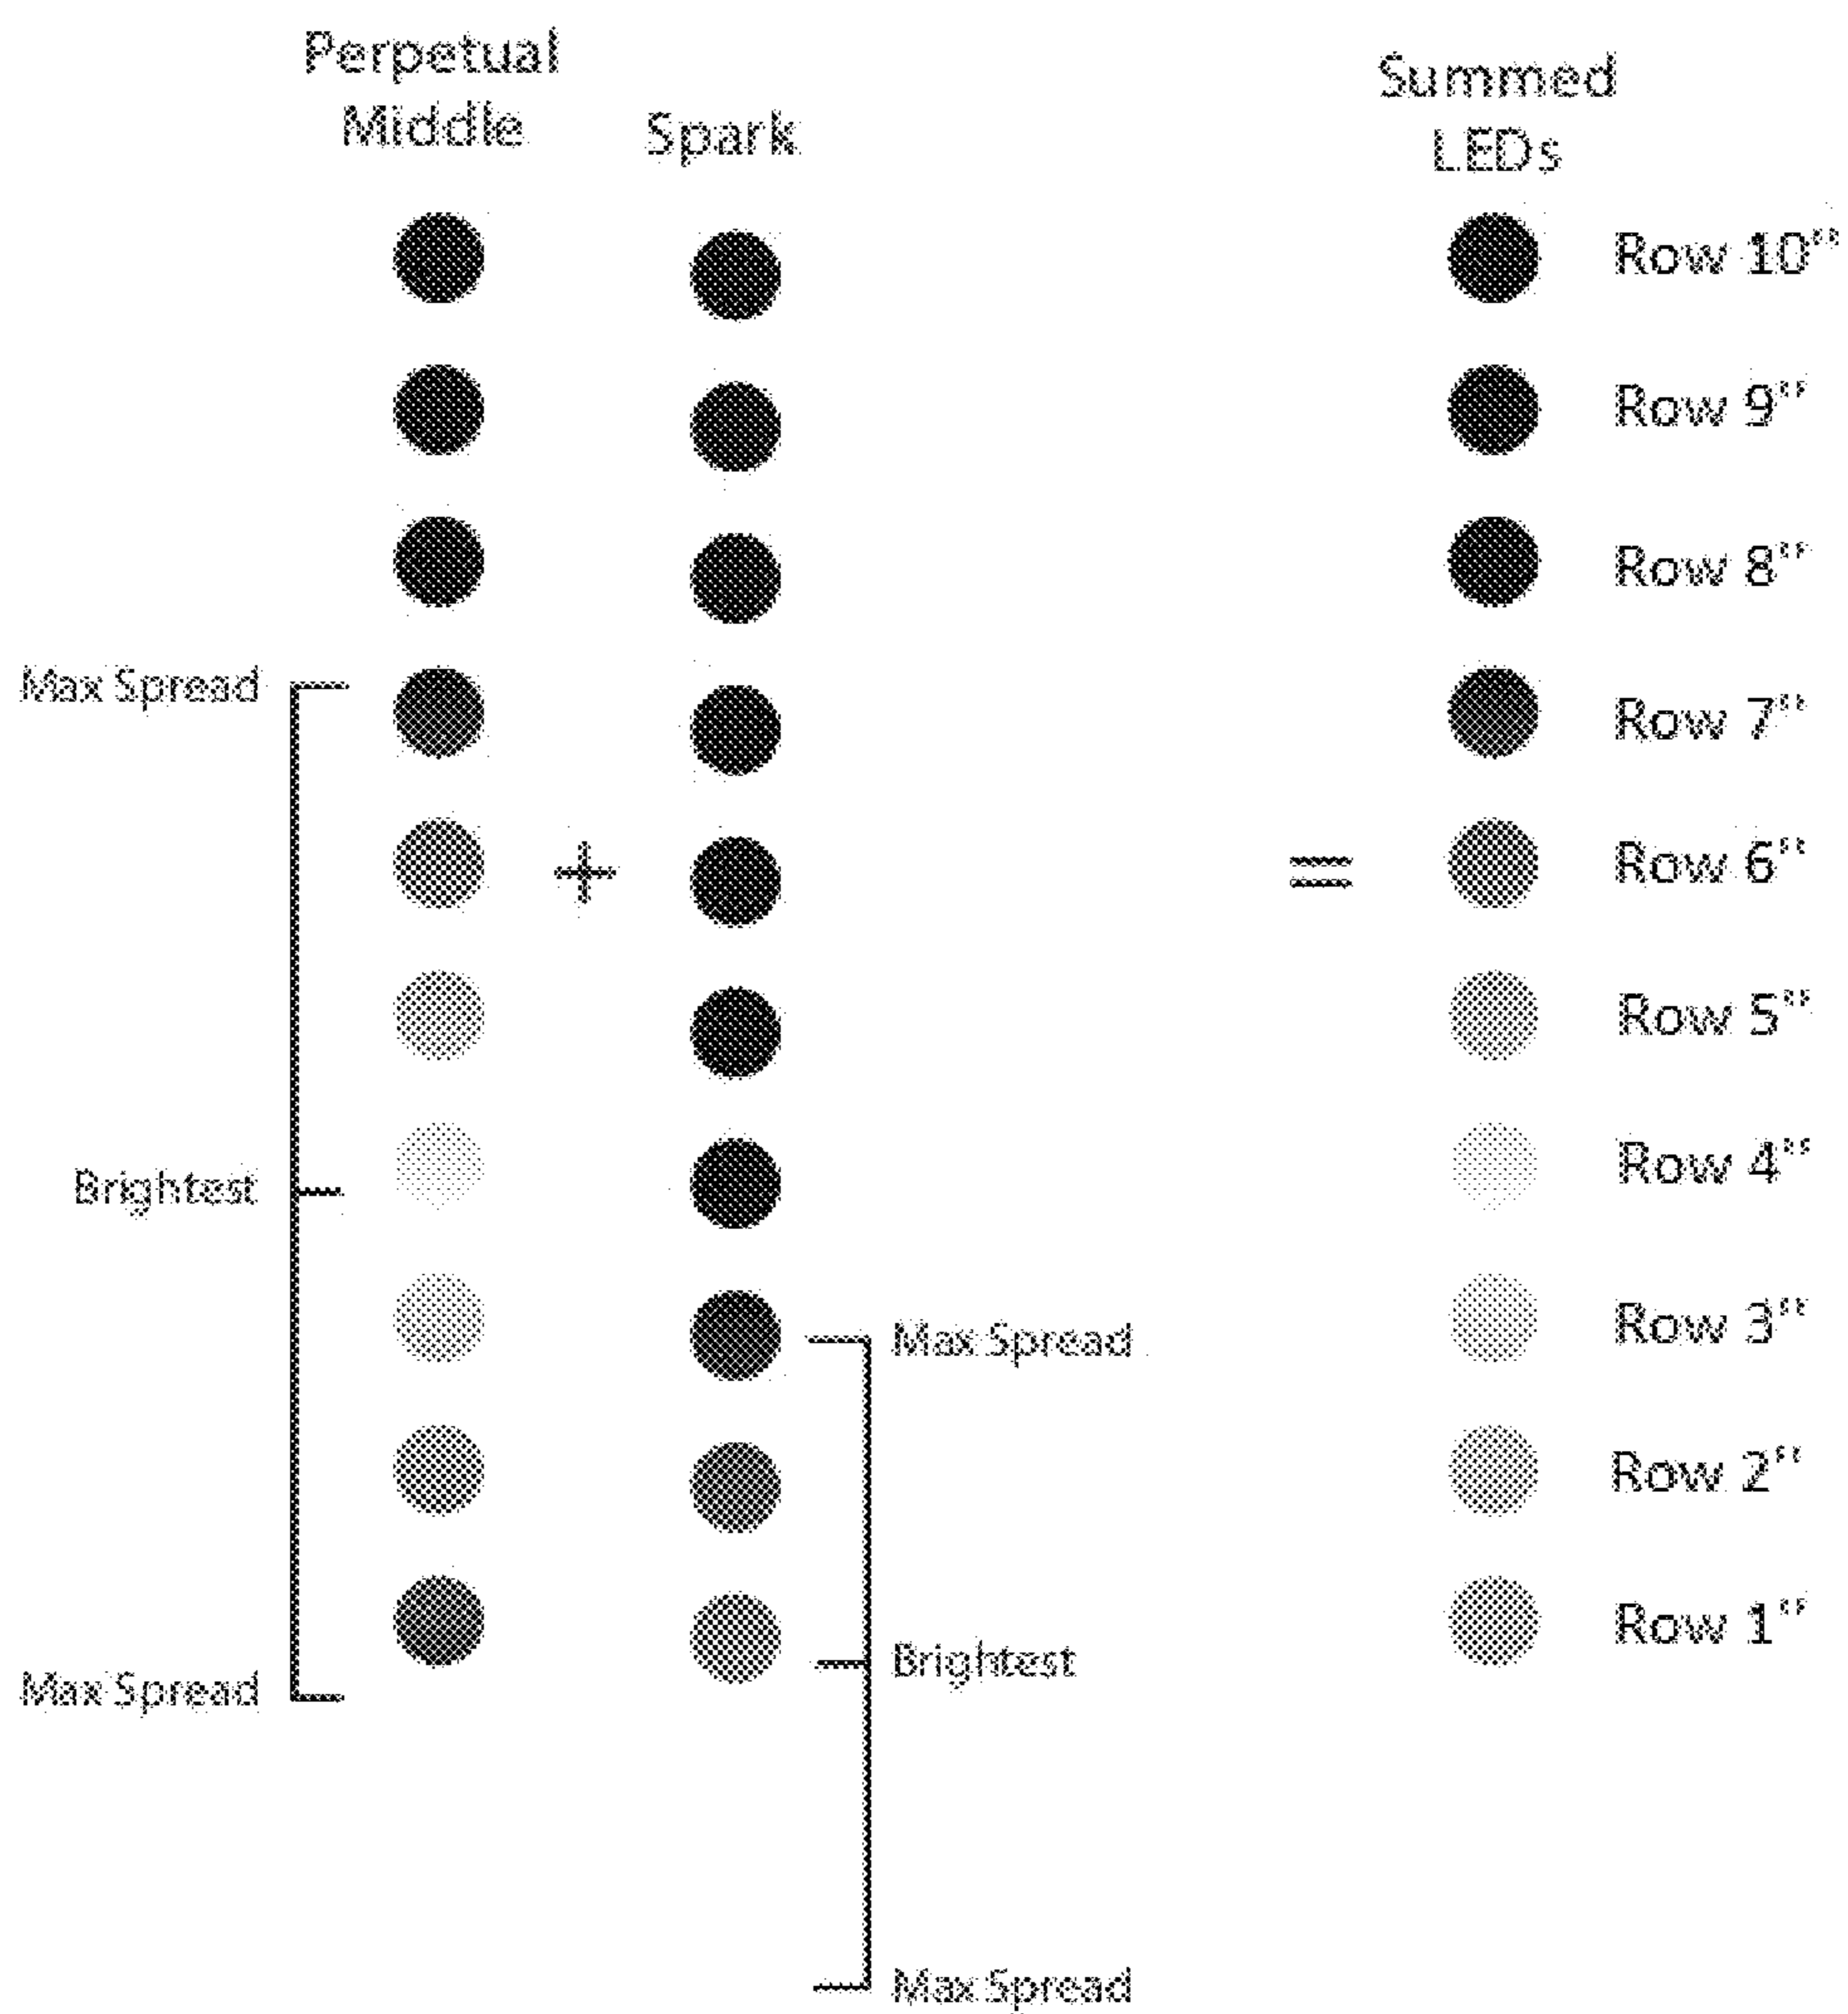 Perpetual
Middle
Spark
Summed
LEDs
Row 10"
Row 9"
Row 8"
Max Spread
Row 7"
+
=
Row 6"
Row 5"
Brightest
Row 4"
Max Spread
Row 3"
Row 2"
Brightest
Row 1"
Max Spread
Max Spread